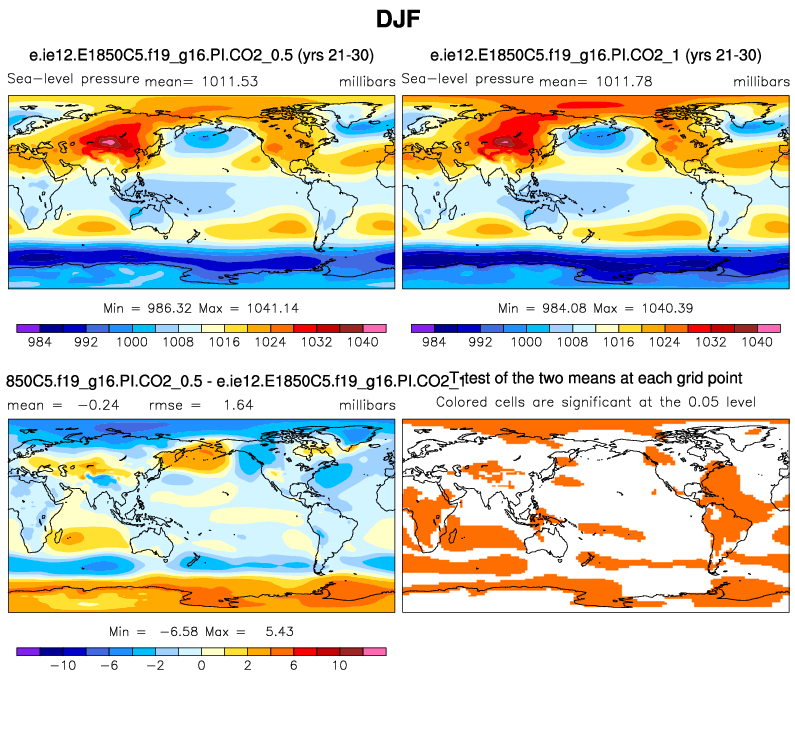 DJF
e.ie12.E1850C5.f19_g16.PI.CO2_0.5 (yrs 21-30)
Sea-level pressure mean= 1011.53 millibars
Min = 986.32 Max = 1041.14
984 992 1000 1008 1016 1024 1032 1040
e.ie12.E1850C5.f19_g16.PI.CO2_1 (yrs 21-30)
Sea-level pressure mean= 1011.78 millibars
Min = 984.08 Max = 1040.39
984 992 1000 1008 1016 1024 1032 1040
850C5.f19_g16.PI.CO2_0.5 - e.ie12.E1850C5.f19_g16.PI.CO2_1
mean = -0.24 rmse = 1.64 millibars
Min = -6.58 Max = 5.43
-10 -6 -2 0 2 6 10
T-test of the two means at each grid point
Colored cells are significant at the 0.05 level